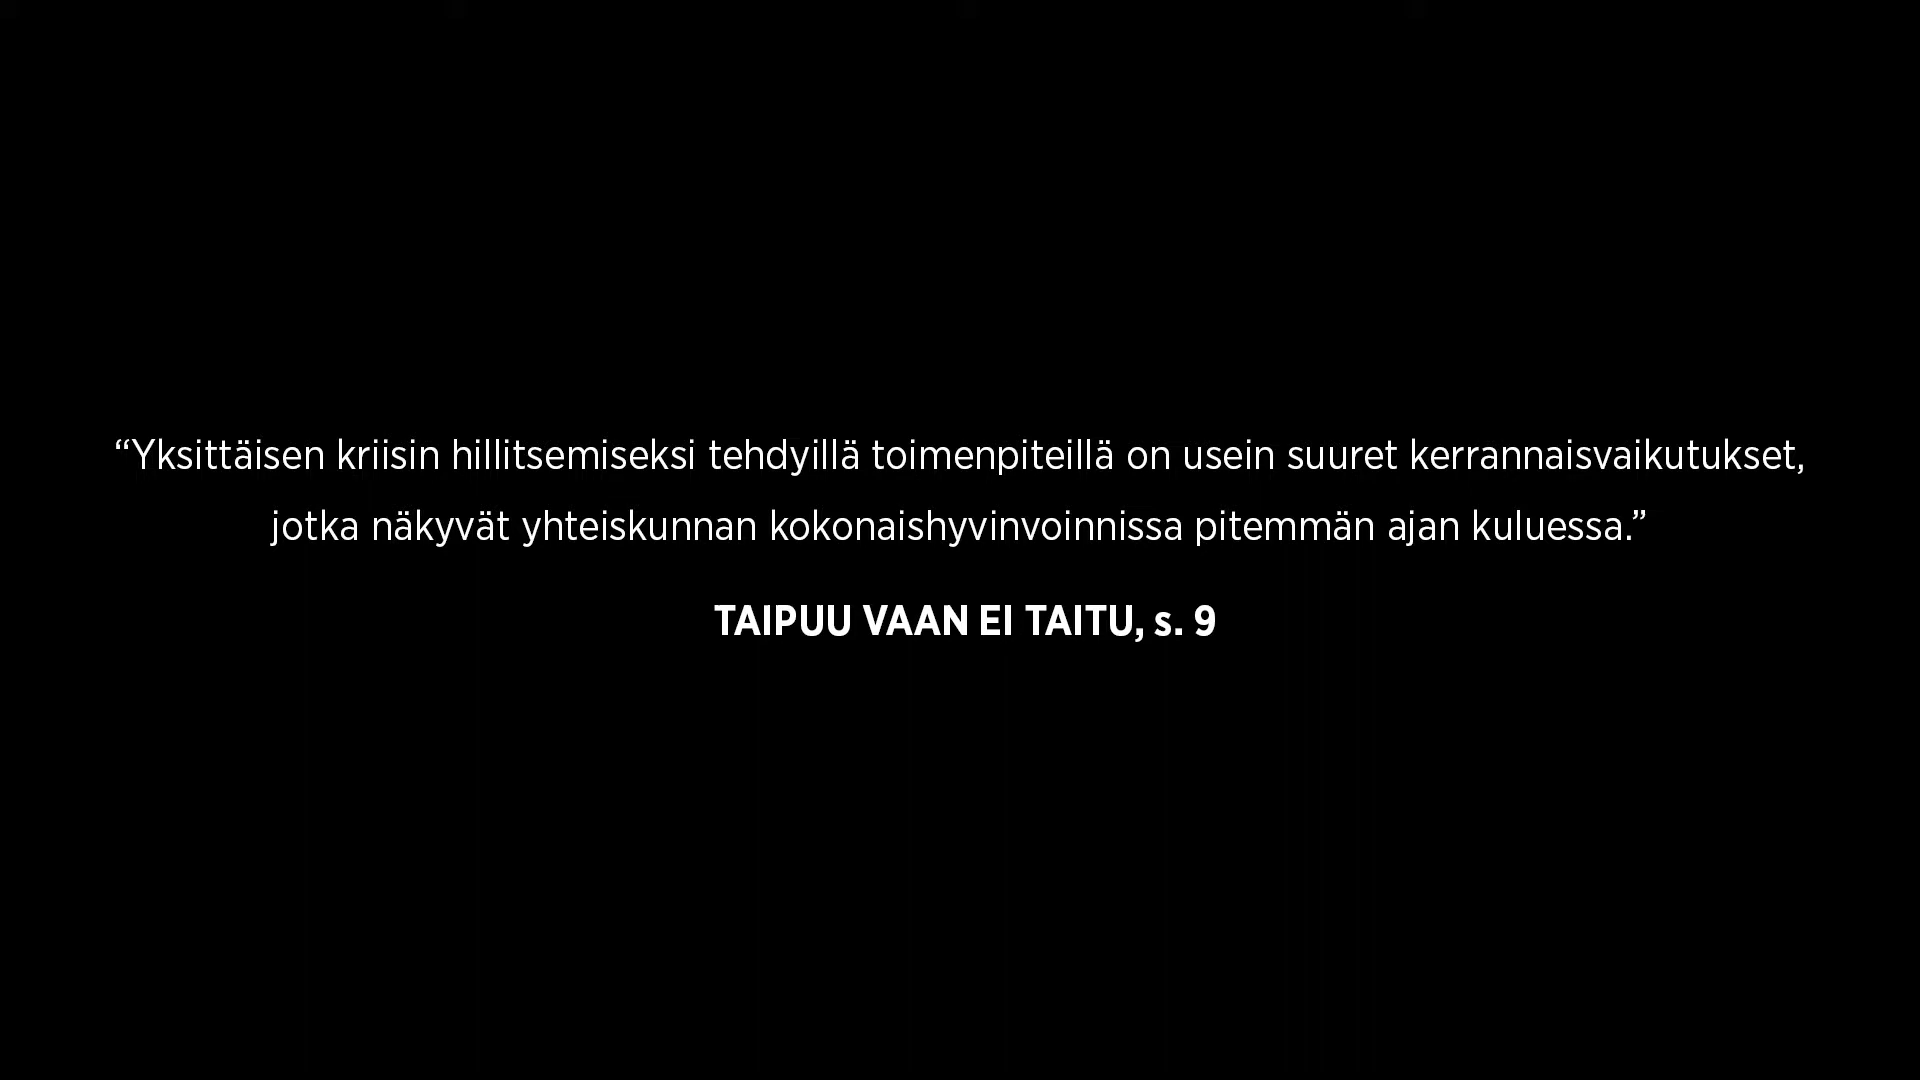 “Yksittäisen kriisin hillitsemiseksi tehdyillä toimenpiteillä on usein suuret kerrannaisvaikutukset,
jotka näkyvät yhteiskunnan kokonaishyvinvoinnissa pitemmän ajan kuluessa.”
TAIPUU VAAN EI TAITU, s. 9